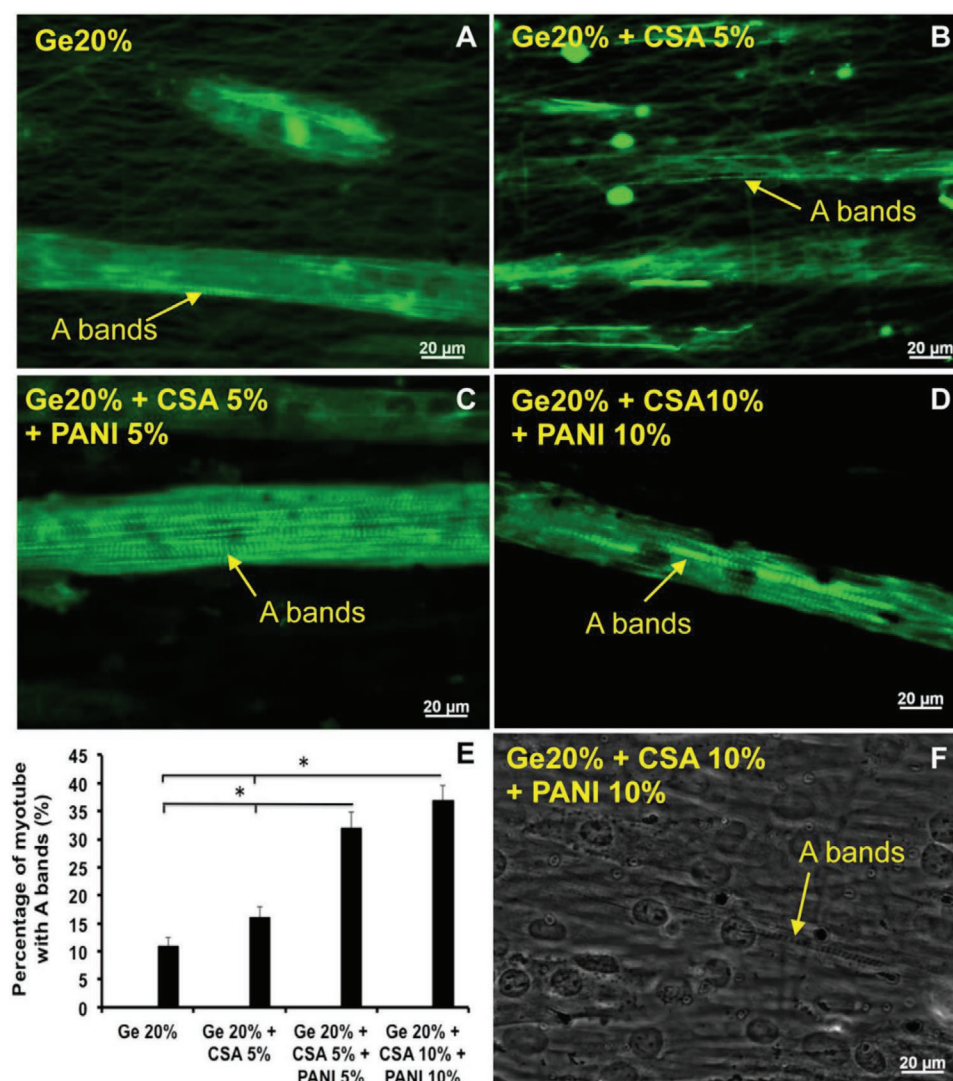 Ge20%
A
A bands
20 µm
Ge20% + CSA 5%
B
A bands
20 µm
Ge20% + CSA 5%
+ PANI 5%
C
A bands
20 µm
Ge20% + CSA10%
+ PANI 10%
D
A bands
20 µm
E
Percentage of myotube
with A bands (%)
45
40
35
30
25
20
15
10
5
0
*
*
Ge 20%
Ge 20% +
CSA 5%
Ge 20% +
CSA 5% +
PANI 5%
Ge 20% +
CSA 10% +
PANI 10%
Ge20% + CSA 10%
+ PANI 10%
F
A bands
20 µm